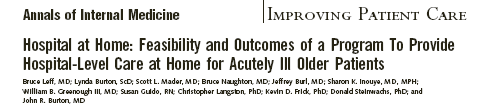 Annals of Internal Medicine
IMPROVING PATIENT CARE
Hospital at Home: Feasibility and Outcomes of a Program To Provide
Hospital-Level Care at Home for Acutely Ill Older Patients
Bruce Leff, MD; Lynda Burton, ScD; Scott L. Mader, MD; Bruce Naughton, MD; Jeffrey Burl, MD; Sharon K. Inouye, MD, MPH;
William B. Greenough III, MD; Susan Guido, RN; Christopher Langston, PhD; Kevin D. Frick, PhD; Donald Steinwachs, PhD; and
John R. Burton, MD